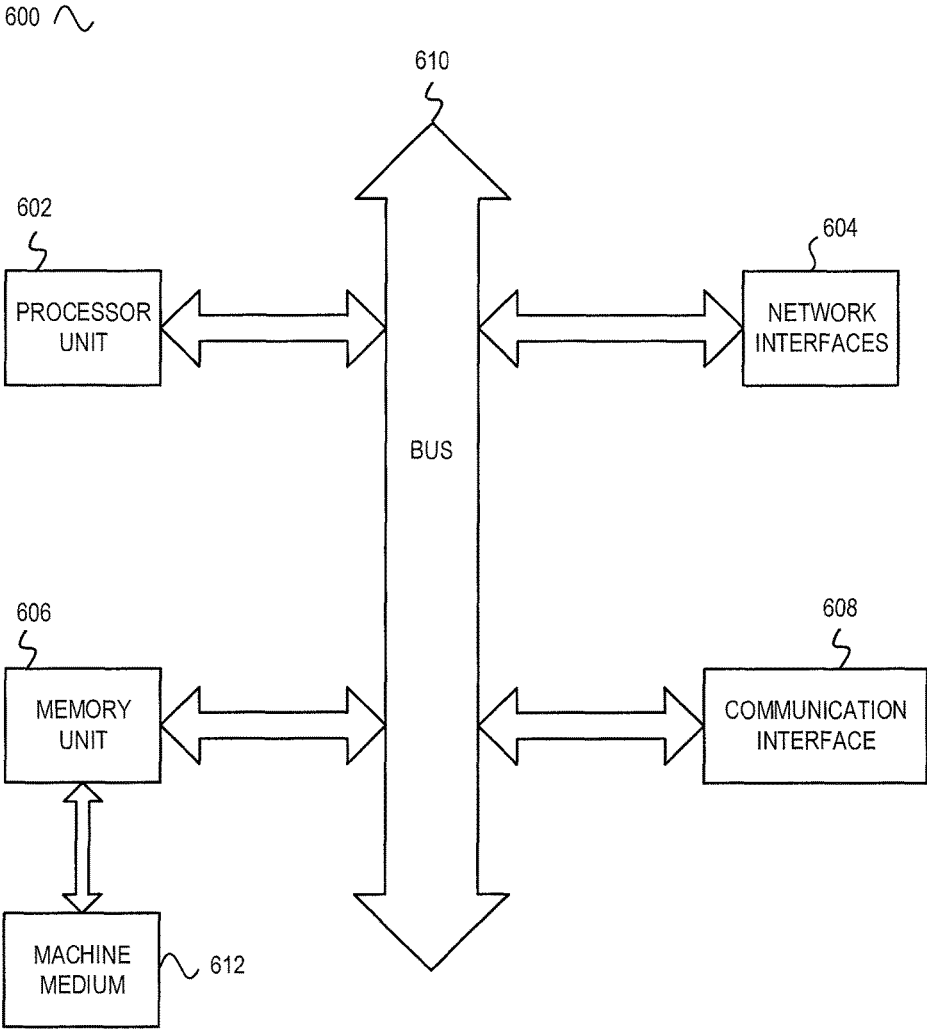 600
610
602
604
PROCESSOR
UNIT
NETWORK
INTERFACES
BUS
606
608
MEMORY
UNIT
COMMUNICATION
INTERFACE
MACHINE
MEDIUM
612